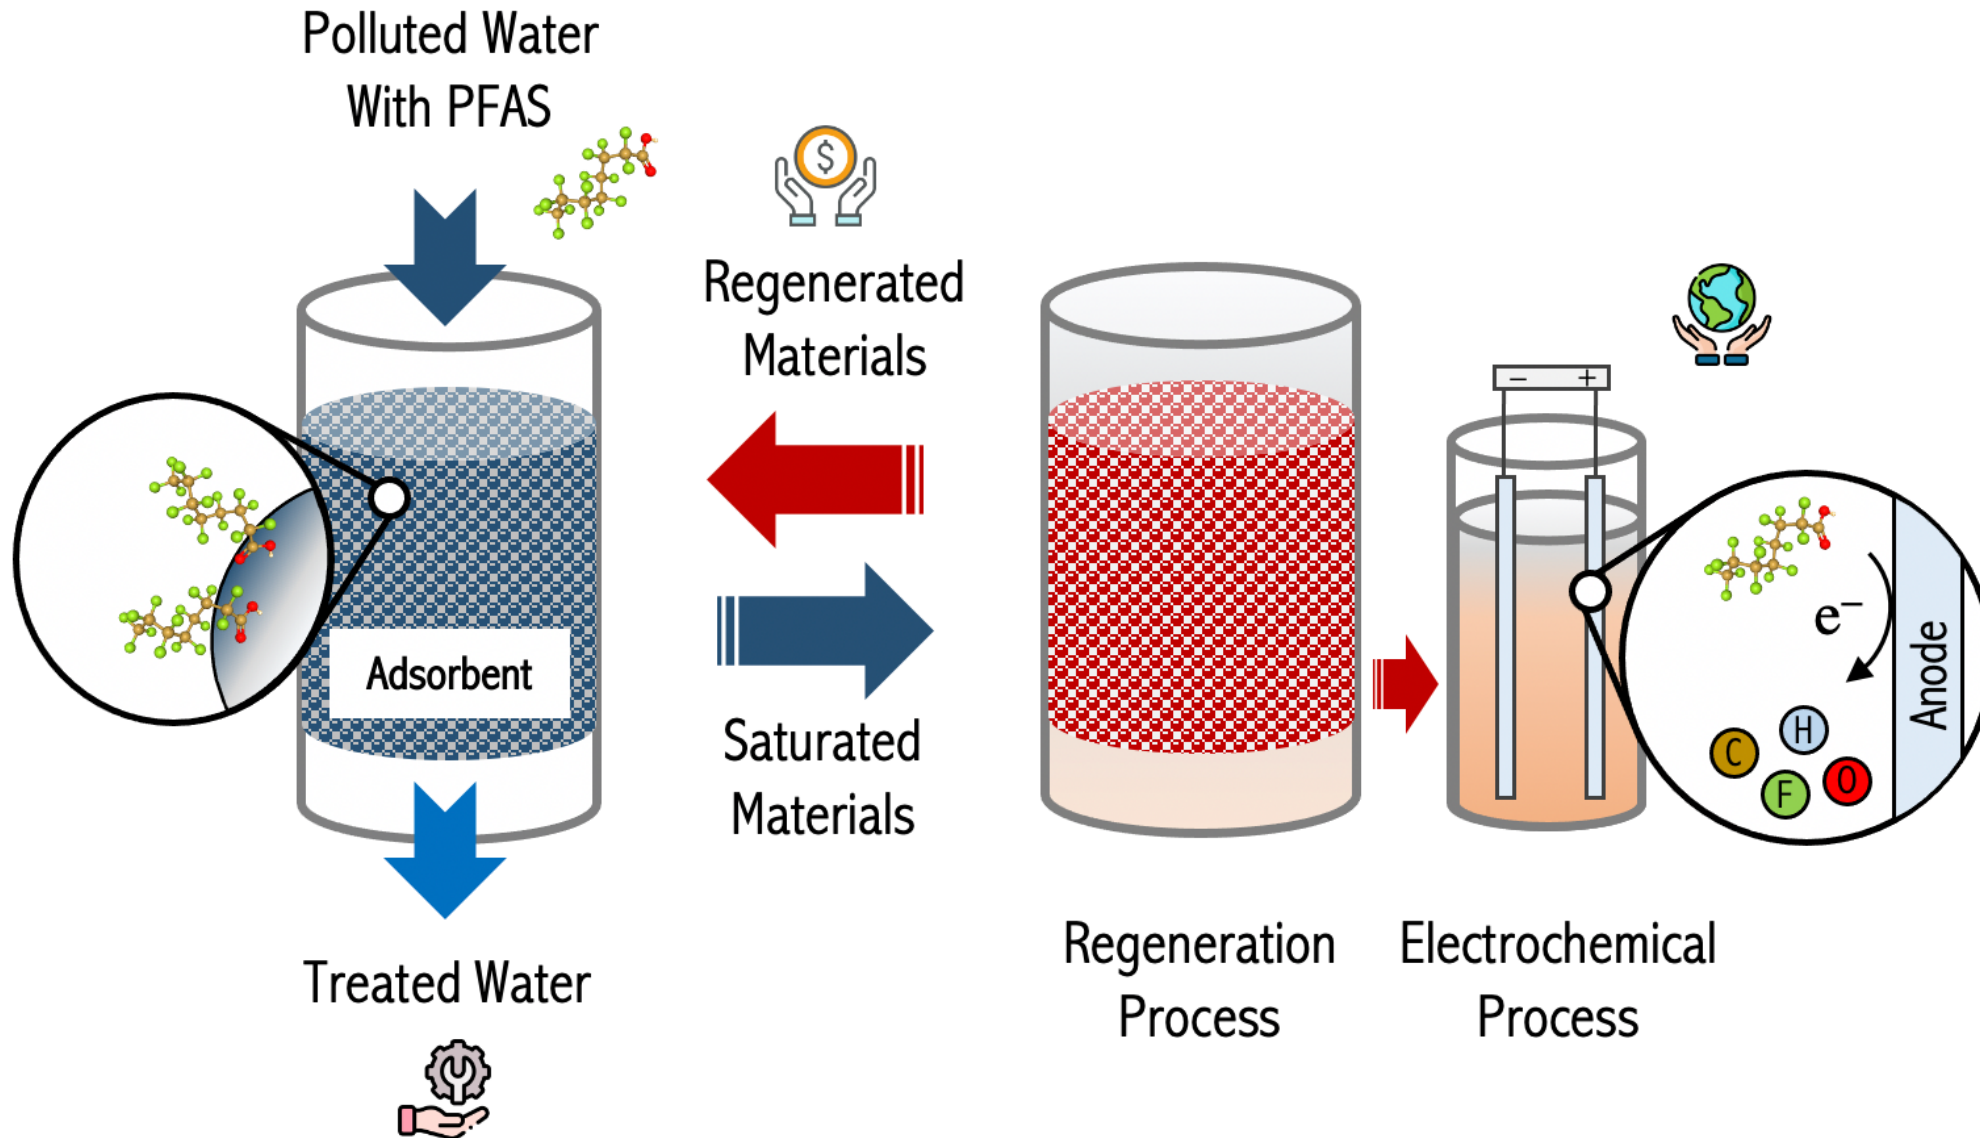 Polluted Water
With PFAS
$
Regenerated
Materials
Adsorbent
Saturated
Materials
Treated Water
− +
e−
Anode
C
H
F
O
Regeneration
Process
Electrochemical
Process